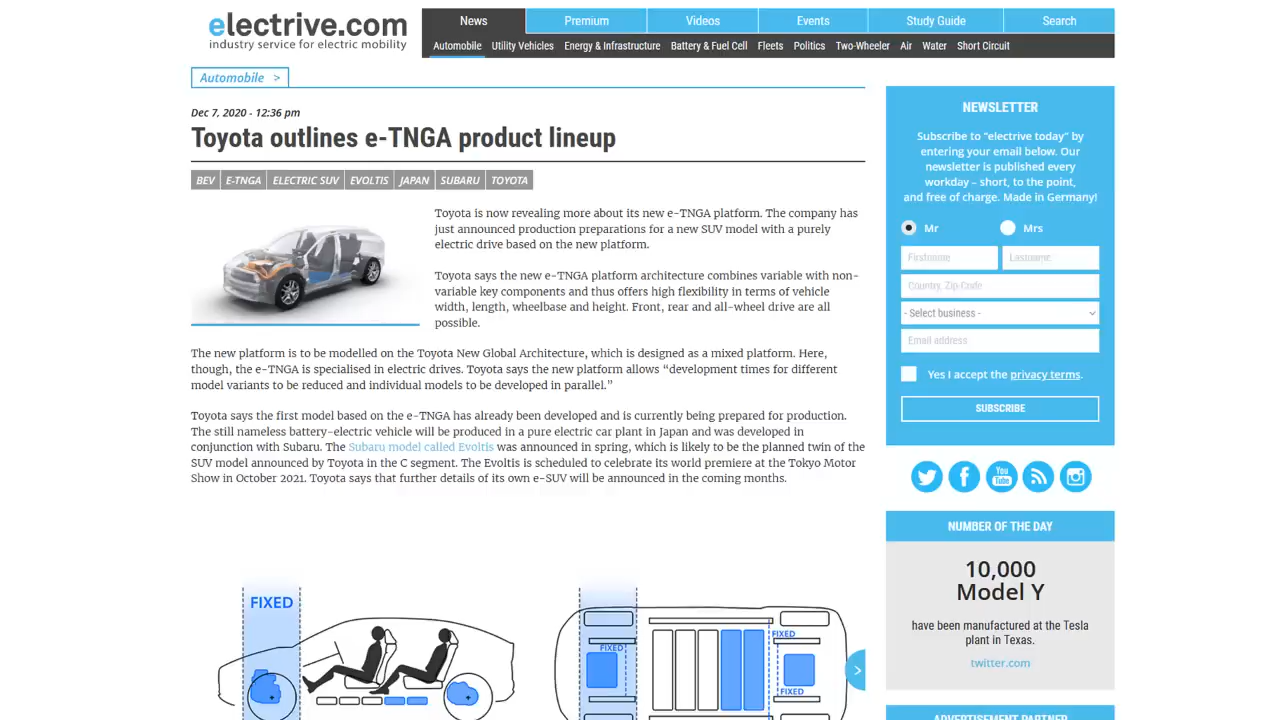 electrive.com
industry service for electric mobility
News
Premium
Videos
Events
Study Guide
Search
Automobile
Utility Vehicles
Energy & Infrastructure
Battery & Fuel Cell
Fleets
Politics
Two-Wheeler
Air
Water
Short Circuit
Automobile >
Dec 7, 2020 - 12:36 pm
Toyota outlines e-TNGA product lineup
BEV
E-TNGA
ELECTRIC SUV
EVOLTIS
JAPAN
SUBARU
TOYOTA
Toyota is now revealing more about its new e-TNGA platform. The company has
just announced production preparations for a new SUV model with a purely
electric drive based on the new platform.
Toyota says the new e-TNGA platform architecture combines variable with non-
variable key components and thus offers high flexibility in terms of vehicle
width, length, wheelbase and height. Front, rear and all-wheel drive are all
possible.
The new platform is to be modelled on the Toyota New Global Architecture, which is designed as a mixed platform. Here,
though, the e-TNGA is specialised in electric drives. Toyota says the new platform allows “development times for different
model variants to be reduced and individual models to be developed in parallel.”
Toyota says the first model based on the e-TNGA has already been developed and is currently being prepared for production.
The still nameless battery-electric vehicle will be produced in a pure electric car plant in Japan and was developed in
conjunction with Subaru. The Subaru model called Evoltis was announced in spring, which is likely to be the planned twin of the
SUV model announced by Toyota in the C segment. The Evoltis is scheduled to celebrate its world premiere at the Tokyo Motor
Show in October 2021. Toyota says that further details of its own e-SUV will be announced in the coming months.
FIXED
FIXED
FIXED
FIXED
>
NEWSLETTER
Subscribe to "electrive today" by
entering your email below. Our
newsletter is published every
workday – short, to the point,
and free of charge. Made in Germany!
Mr
Mrs
Firstname
Lastname
Country, Zip-Code
- Select business -
Email address
Yes I accept the privacy terms.
SUBSCRIBE
You
Tube
NUMBER OF THE DAY
10,000
Model Y
have been manufactured at the Tesla
plant in Texas.
twitter.com
ADVERTISEMENT PARTNER